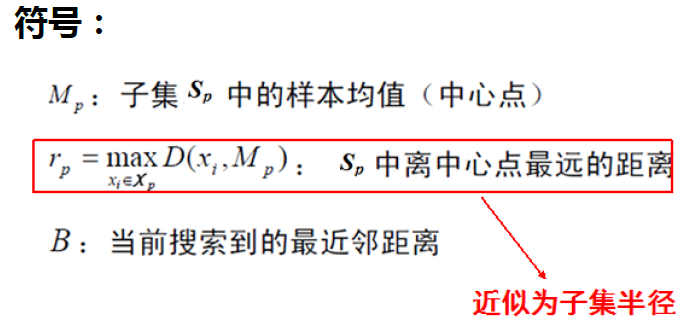 符号：
M_p：子集 S_p 中的样本均值（中心点）
r_p = max_{x_i∈X_p} D(x_i, M_p)： S_p 中离中心点最远的距离
B：当前搜索到的最近邻距离
近似为子集半径